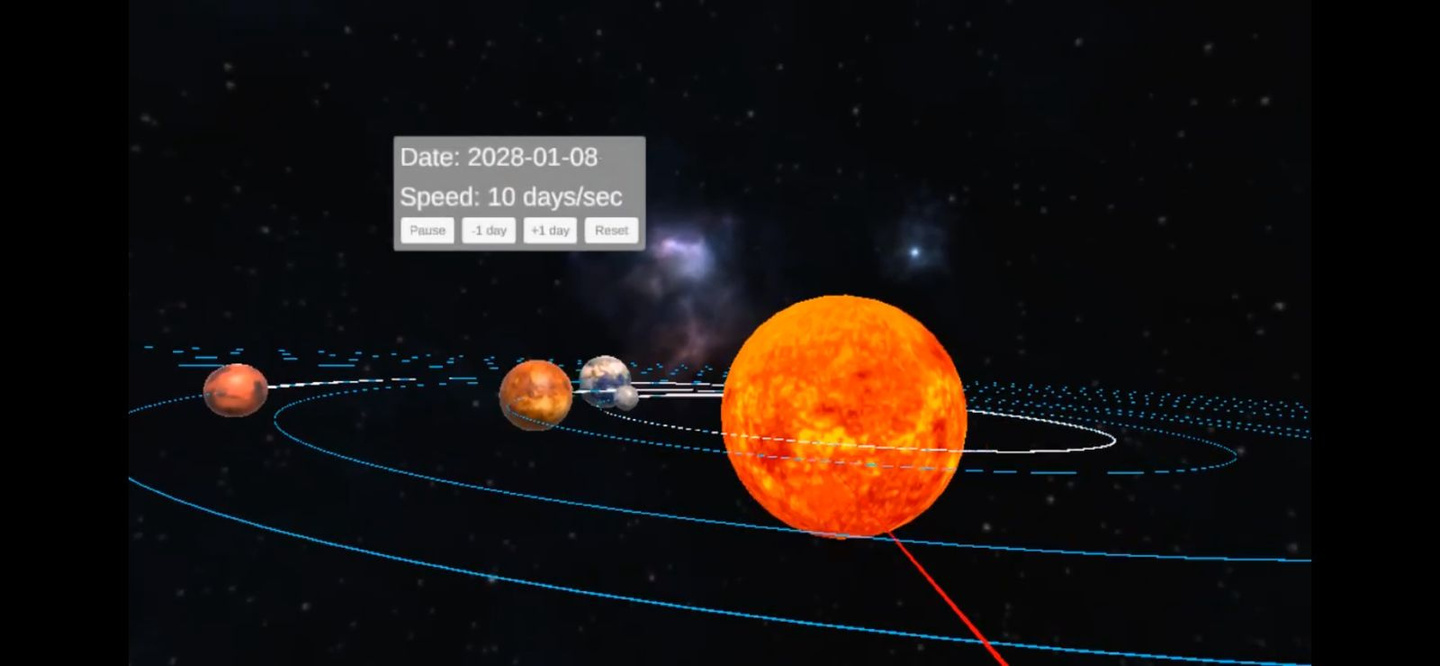 Date: 2028-01-08
Speed: 10 days/sec
Pause -1 day +1 day Reset